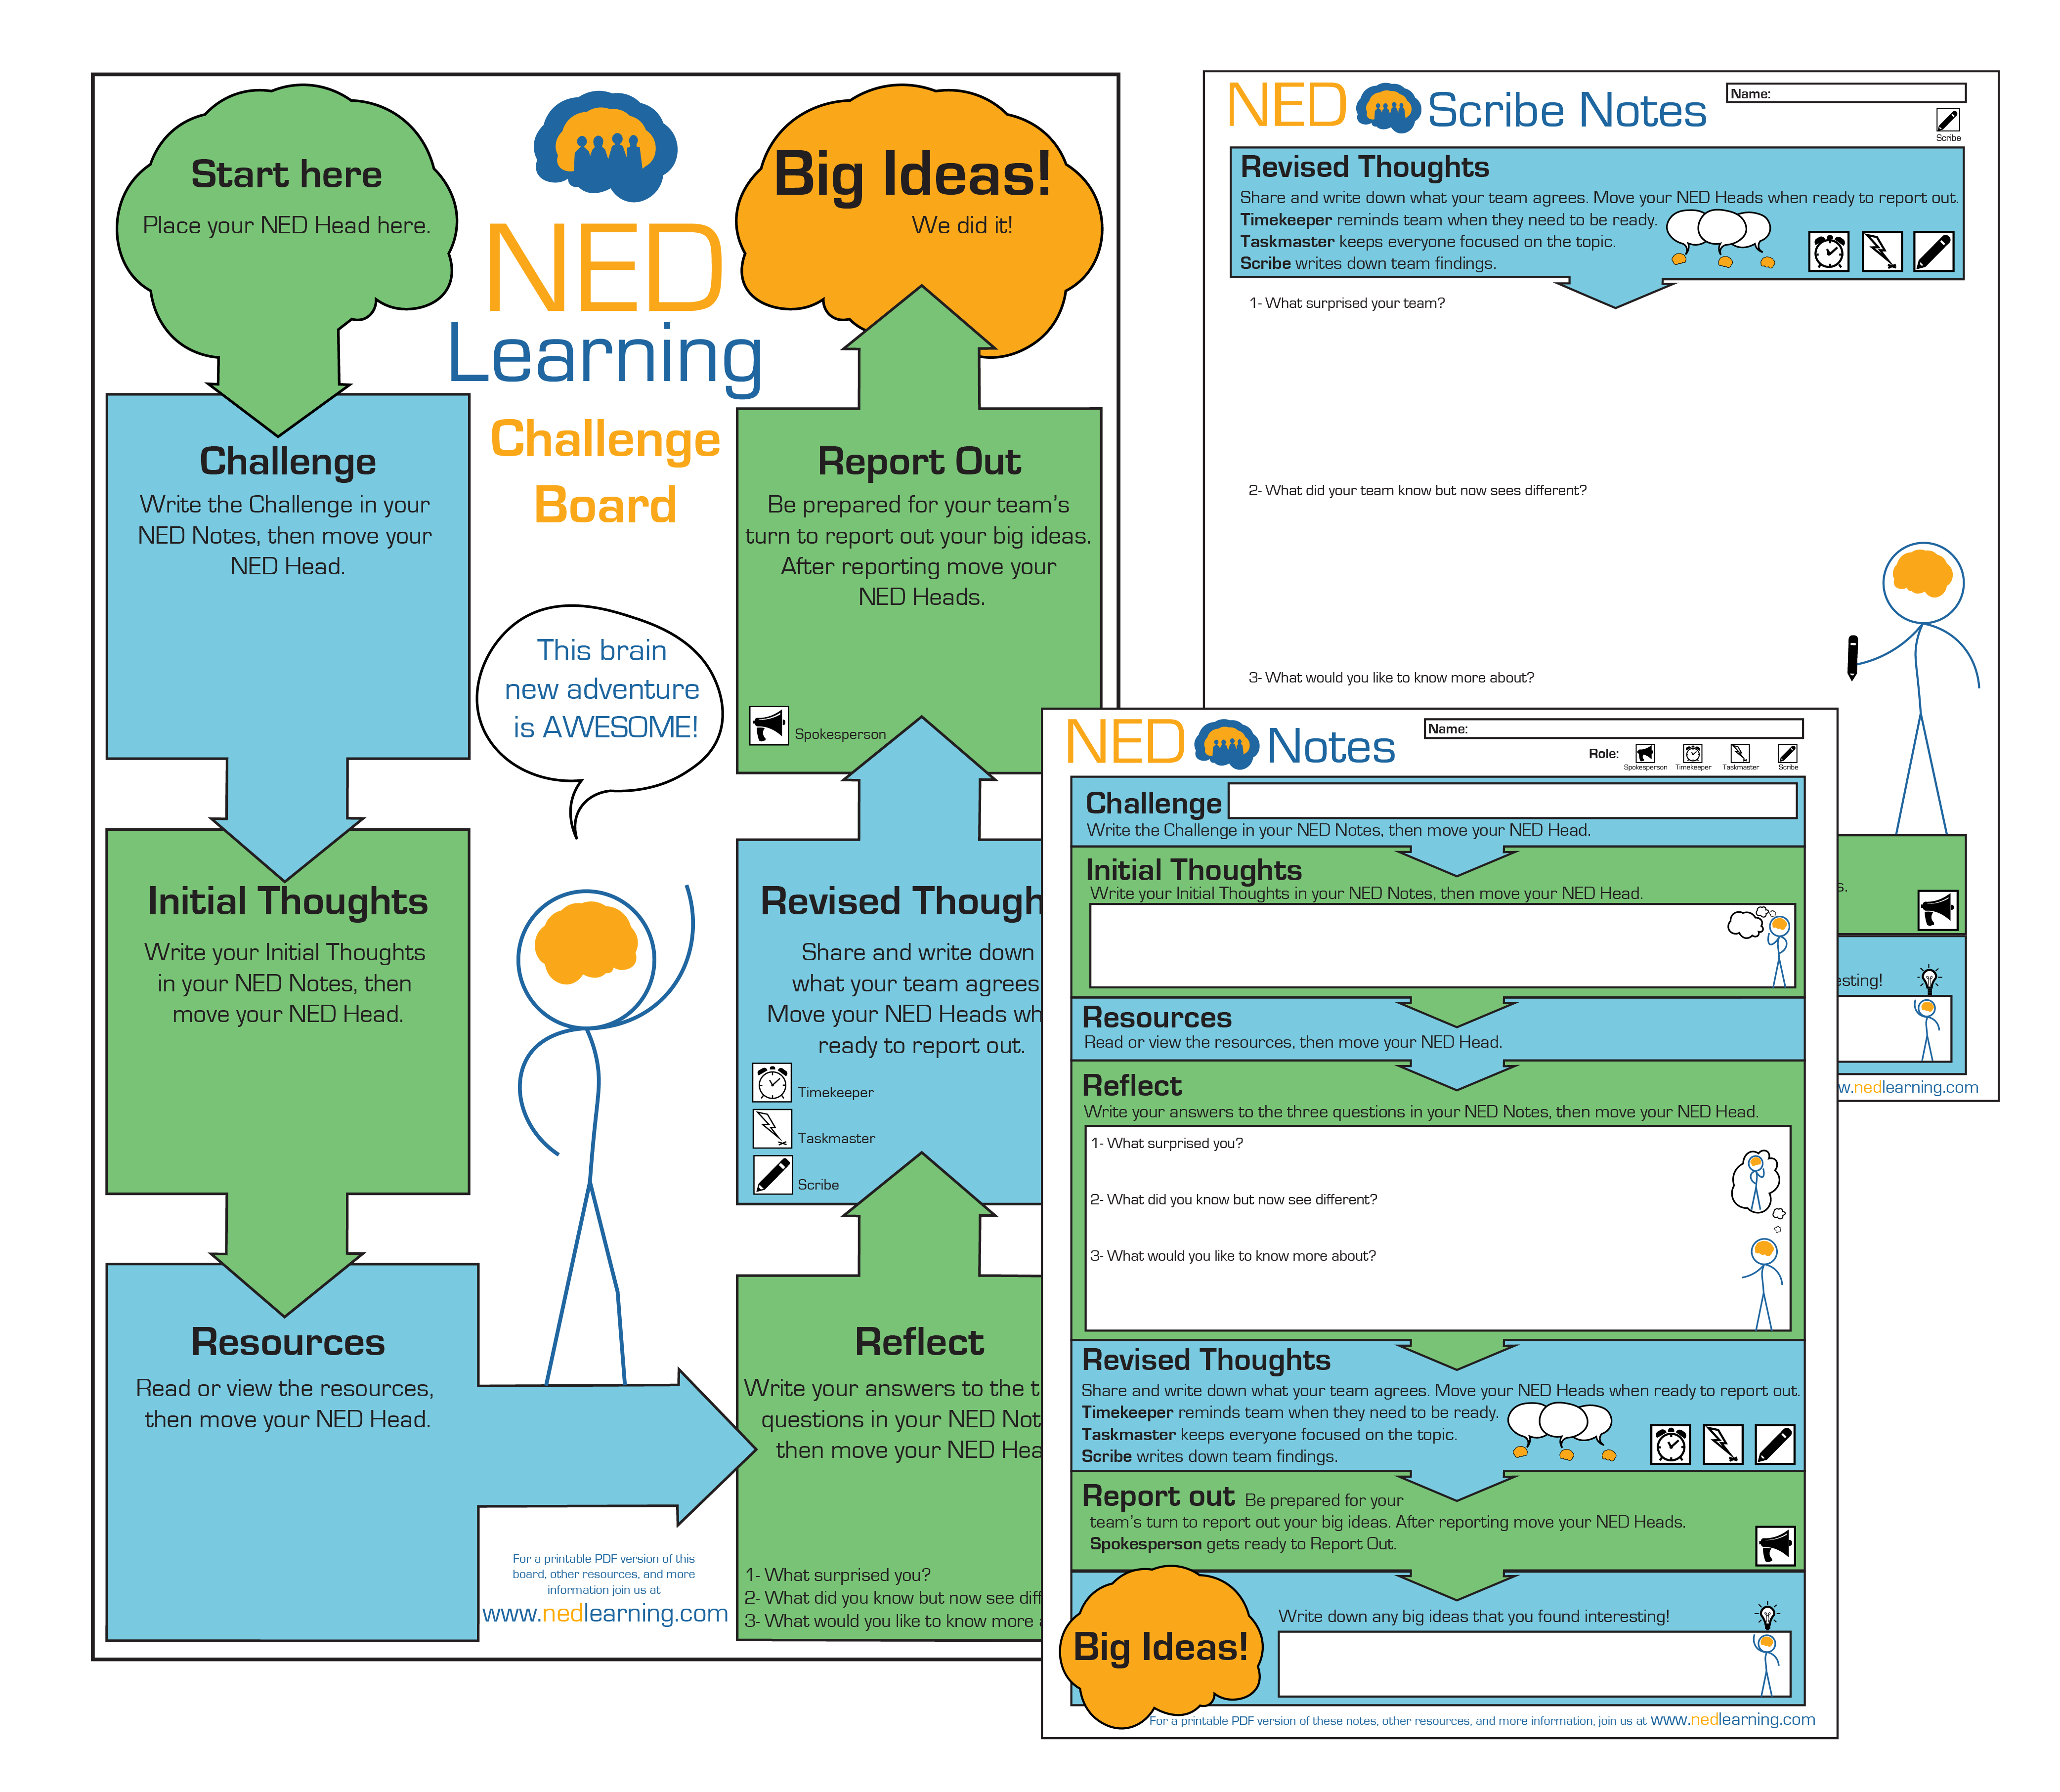 Start here
Place your NED Head here.
NED
Learning
Challenge
Board
Big Ideas!
We did it!
Challenge
Write the Challenge in your
NED Notes, then move your
NED Head.
Initial Thoughts
Write your Initial Thoughts
in your NED Notes, then
move your NED Head.
Resources
Read or view the resources,
then move your NED Head.
This brain
new adventure
is AWESOME!
For a printable PDF version of this
board, other resources, and more
information join us at
www.nedlearning.com
Report Out
Be prepared for your team's
turn to report out your big ideas.
After reporting move your
NED Heads.
Spokesperson
Revised Though
Share and write down
what your team agrees
Move your NED Heads wh
ready to report out.
Timekeeper
Taskmaster
Scribe
Reflect
Write your answers to the t
questions in your NED Not
then move your NED Hea
1- What surprised you?
2- What did you know but now see diff
3- What would you like to know more
NED Scribe Notes
Name:
Scribe
Revised Thoughts
Share and write down what your team agrees. Move your NED Heads when ready to report out.
Timekeeper reminds team when they need to be ready.
Taskmaster keeps everyone focused on the topic.
Scribe writes down team findings.
1- What surprised your team?
2- What did your team know but now sees different?
3- What would you like to know more about?
s.
sting!
w.nedlearning.com
NED Notes
Name:
Role:
Spokesperson Timekeeper Taskmaster Scribe
Challenge
Write the Challenge in your NED Notes, then move your NED Head.
Initial Thoughts
Write your Initial Thoughts in your NED Notes, then move your NED Head.
Resources
Read or view the resources, then move your NED Head.
Reflect
Write your answers to the three questions in your NED Notes, then move your NED Head.
1- What surprised you?
2- What did you know but now see different?
3- What would you like to know more about?
Revised Thoughts
Share and write down what your team agrees. Move your NED Heads when ready to report out.
Timekeeper reminds team when they need to be ready.
Taskmaster keeps everyone focused on the topic.
Scribe writes down team findings.
Report out Be prepared for your
team's turn to report out your big ideas. After reporting move your NED Heads.
Spokesperson gets ready to Report Out.
Big Ideas!
Write down any big ideas that you found interesting!
For a printable PDF version of these notes, other resources, and more information, join us at www.nedlearning.com